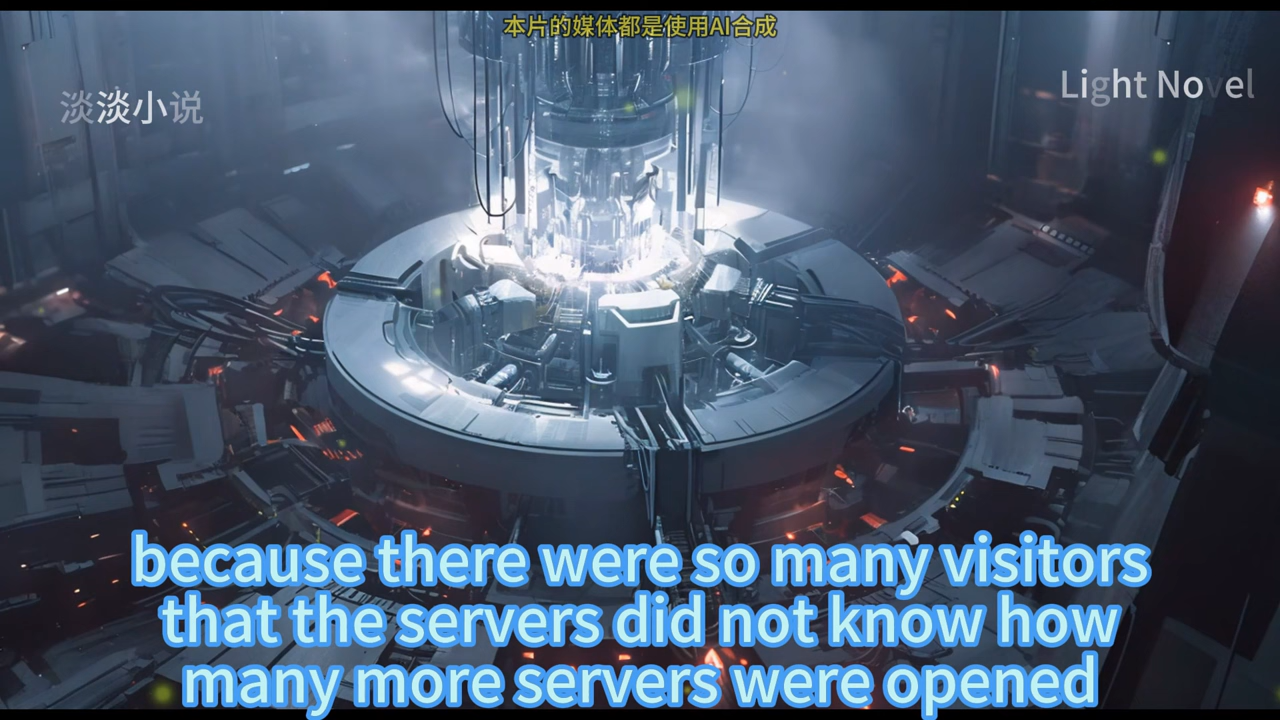 本片的媒体都是使用AI合成
淡淡小说
Light Novel
because there were so many visitors
that the servers did not know how
many more servers were opened